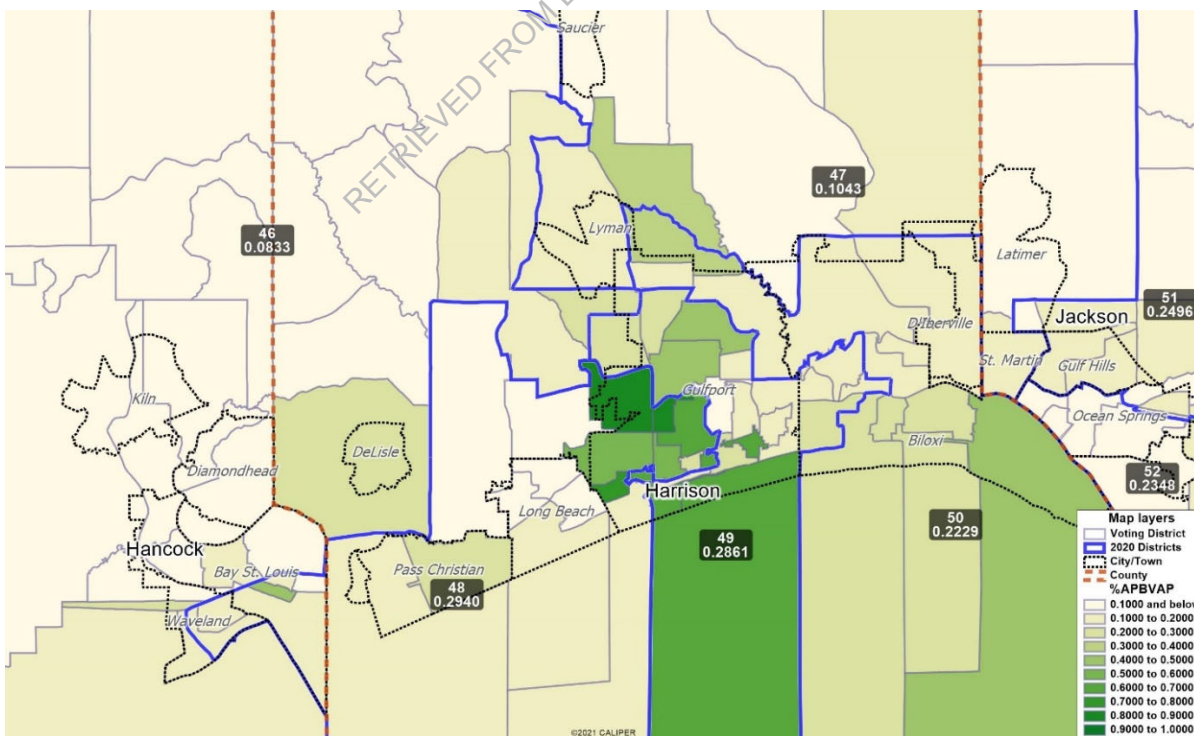 RETRIEVED FROM
Saucier
47
0.1043
46
0.0833
Lyman
Latimer
51
0.2496
D'Iberville
Jackson
St. Martin
Gulf Hills
Kiln
Gulfport
Ocean Springs
DeLisle
Biloxi
Diamondhead
52
0.2348
Long Beach
Harrison
Hancock
50
0.2229
49
0.2861
Bay St. Louis
Pass Christian
48
0.2940
Waveland
Map layers
Voting District
2020 Districts
City/Town
County
%APBVAP
0.1000 and below
0.1000 to 0.2000
0.2000 to 0.3000
0.3000 to 0.4000
0.4000 to 0.5000
0.5000 to 0.6000
0.6000 to 0.7000
0.7000 to 0.8000
0.8000 to 0.9000
0.9000 to 1.0000
©2021 CALIPER